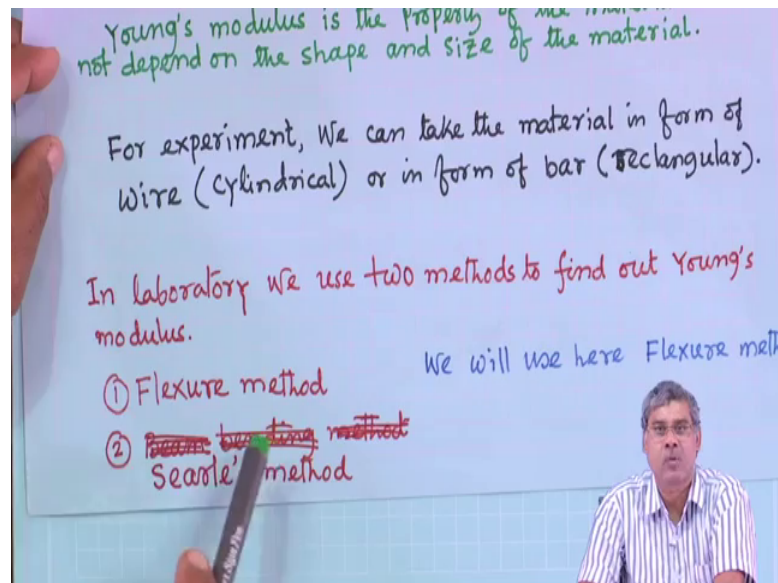 Young's modulus is the property of the
not depend on the shape and size of the material.
For experiment, We can take the material in form of
wire (cylindrical) or in form of bar (rectangular).
In laboratory we use two methods to find out Young's
modulus.
We will use here Flexure meth
① Flexure method
② Beam bending method
Searle' method